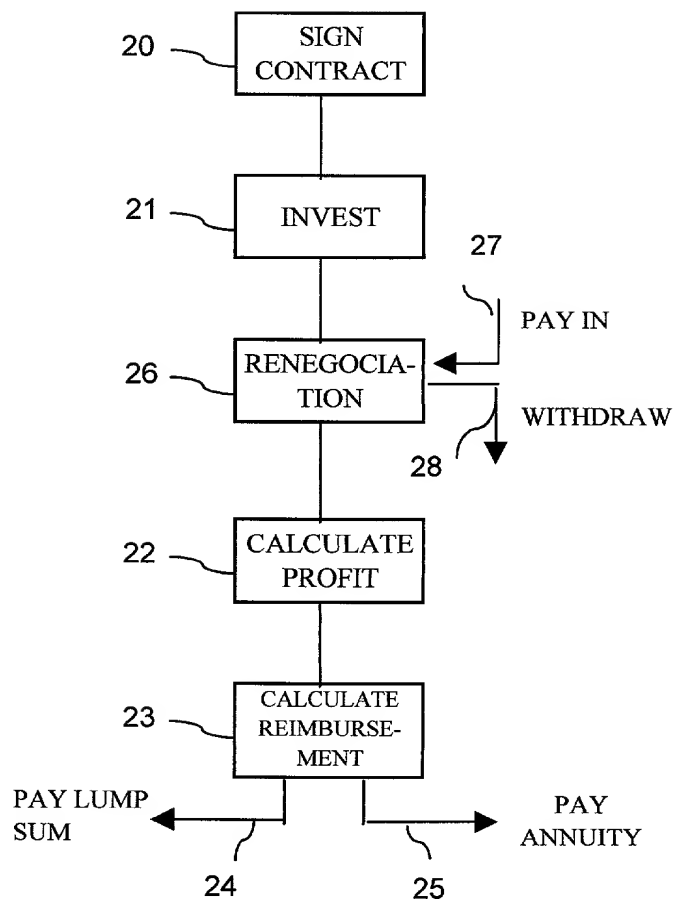 20
SIGN
CONTRACT
21
INVEST
27
PAY IN
26
RENEGOCIA-
TION
WITHDRAW
28
22
CALCULATE
PROFIT
23
CALCULATE
REIMBURSE-
MENT
PAY LUMP
SUM
PAY
ANNUITY
24
25